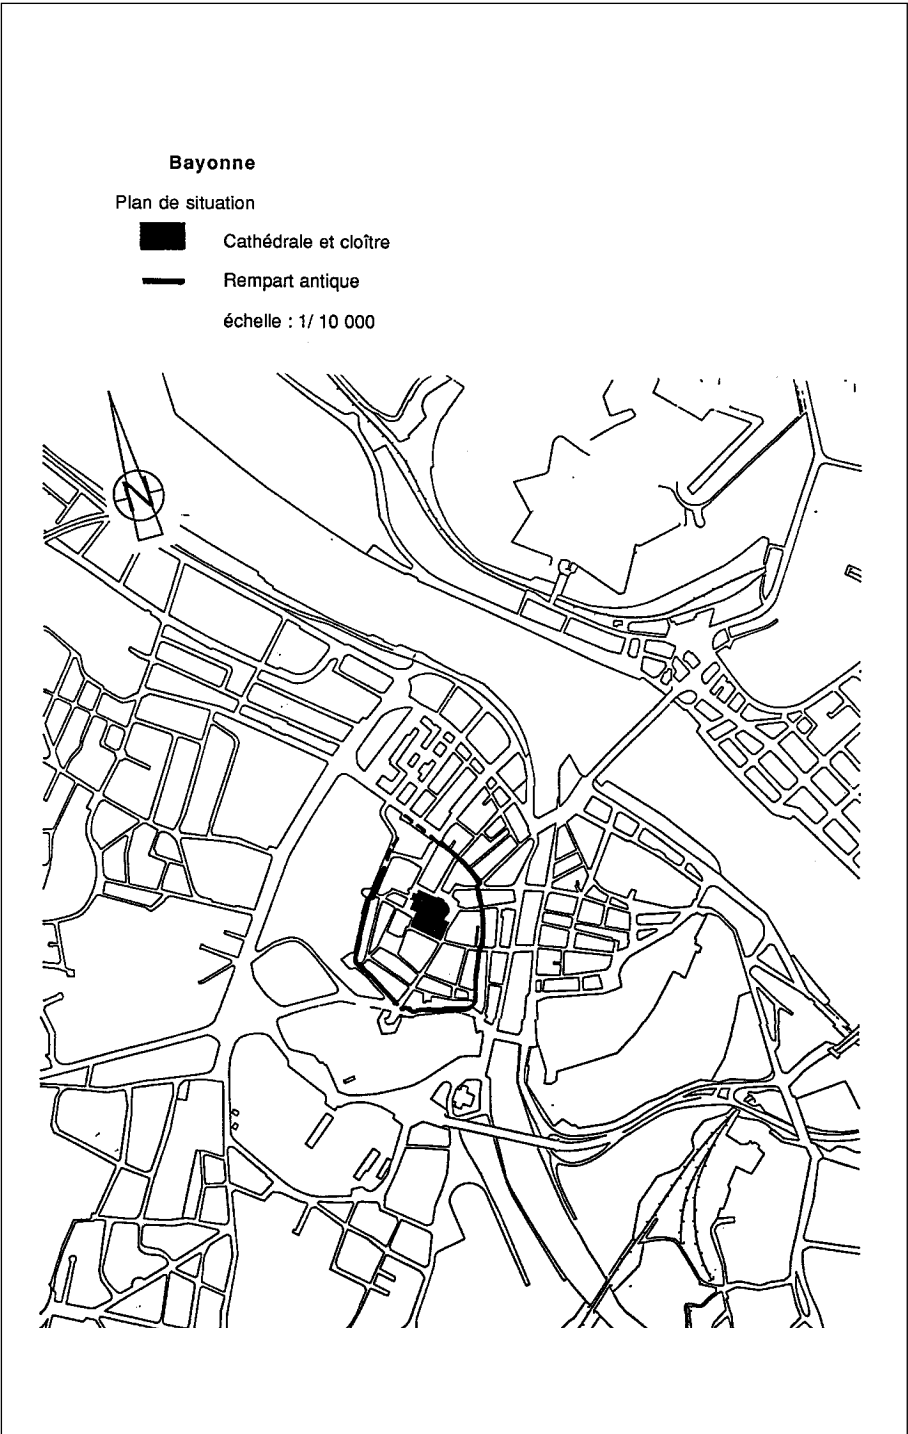 Bayonne
Plan de situation
Cathédrale et cloître
Rempart antique
échelle : 1/ 10 000
N